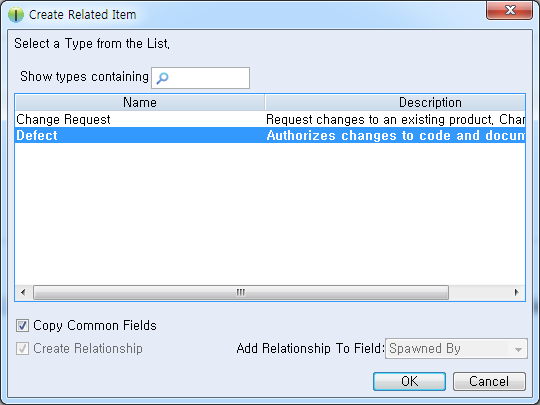 Create Related Item
Select a Type from the List,
Show types containing
Name Description
Change Request Request changes to an existing product, Char
Defect Authorizes changes to code and docun
Copy Common Fields
Create Relationship Add Relationship To Field: Spawned By
OK Cancel